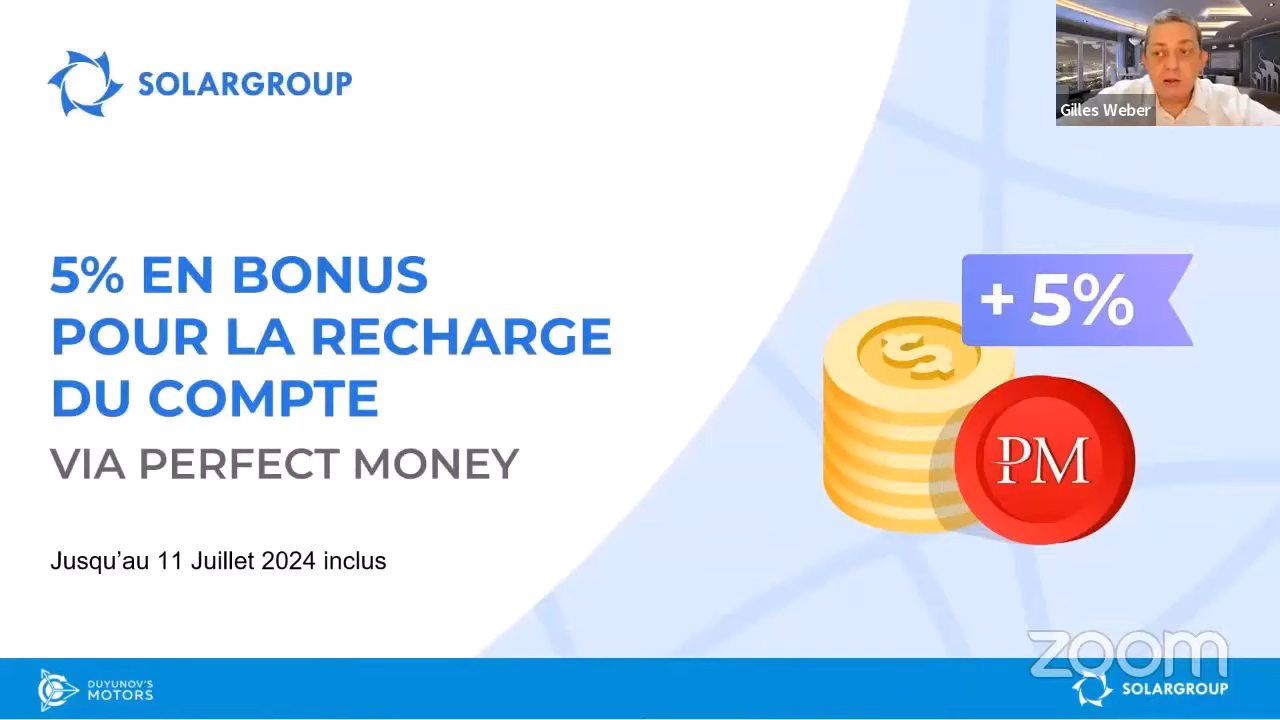 SOLARGROUP
Gilles Weber
5% EN BONUS
POUR LA RECHARGE
DU COMPTE
VIA PERFECT MONEY
+ 5%
$
PM
Jusqu’au 11 Juillet 2024 inclus
zoom
DUYUNOV'S
MOTORS
SOLARGROUP